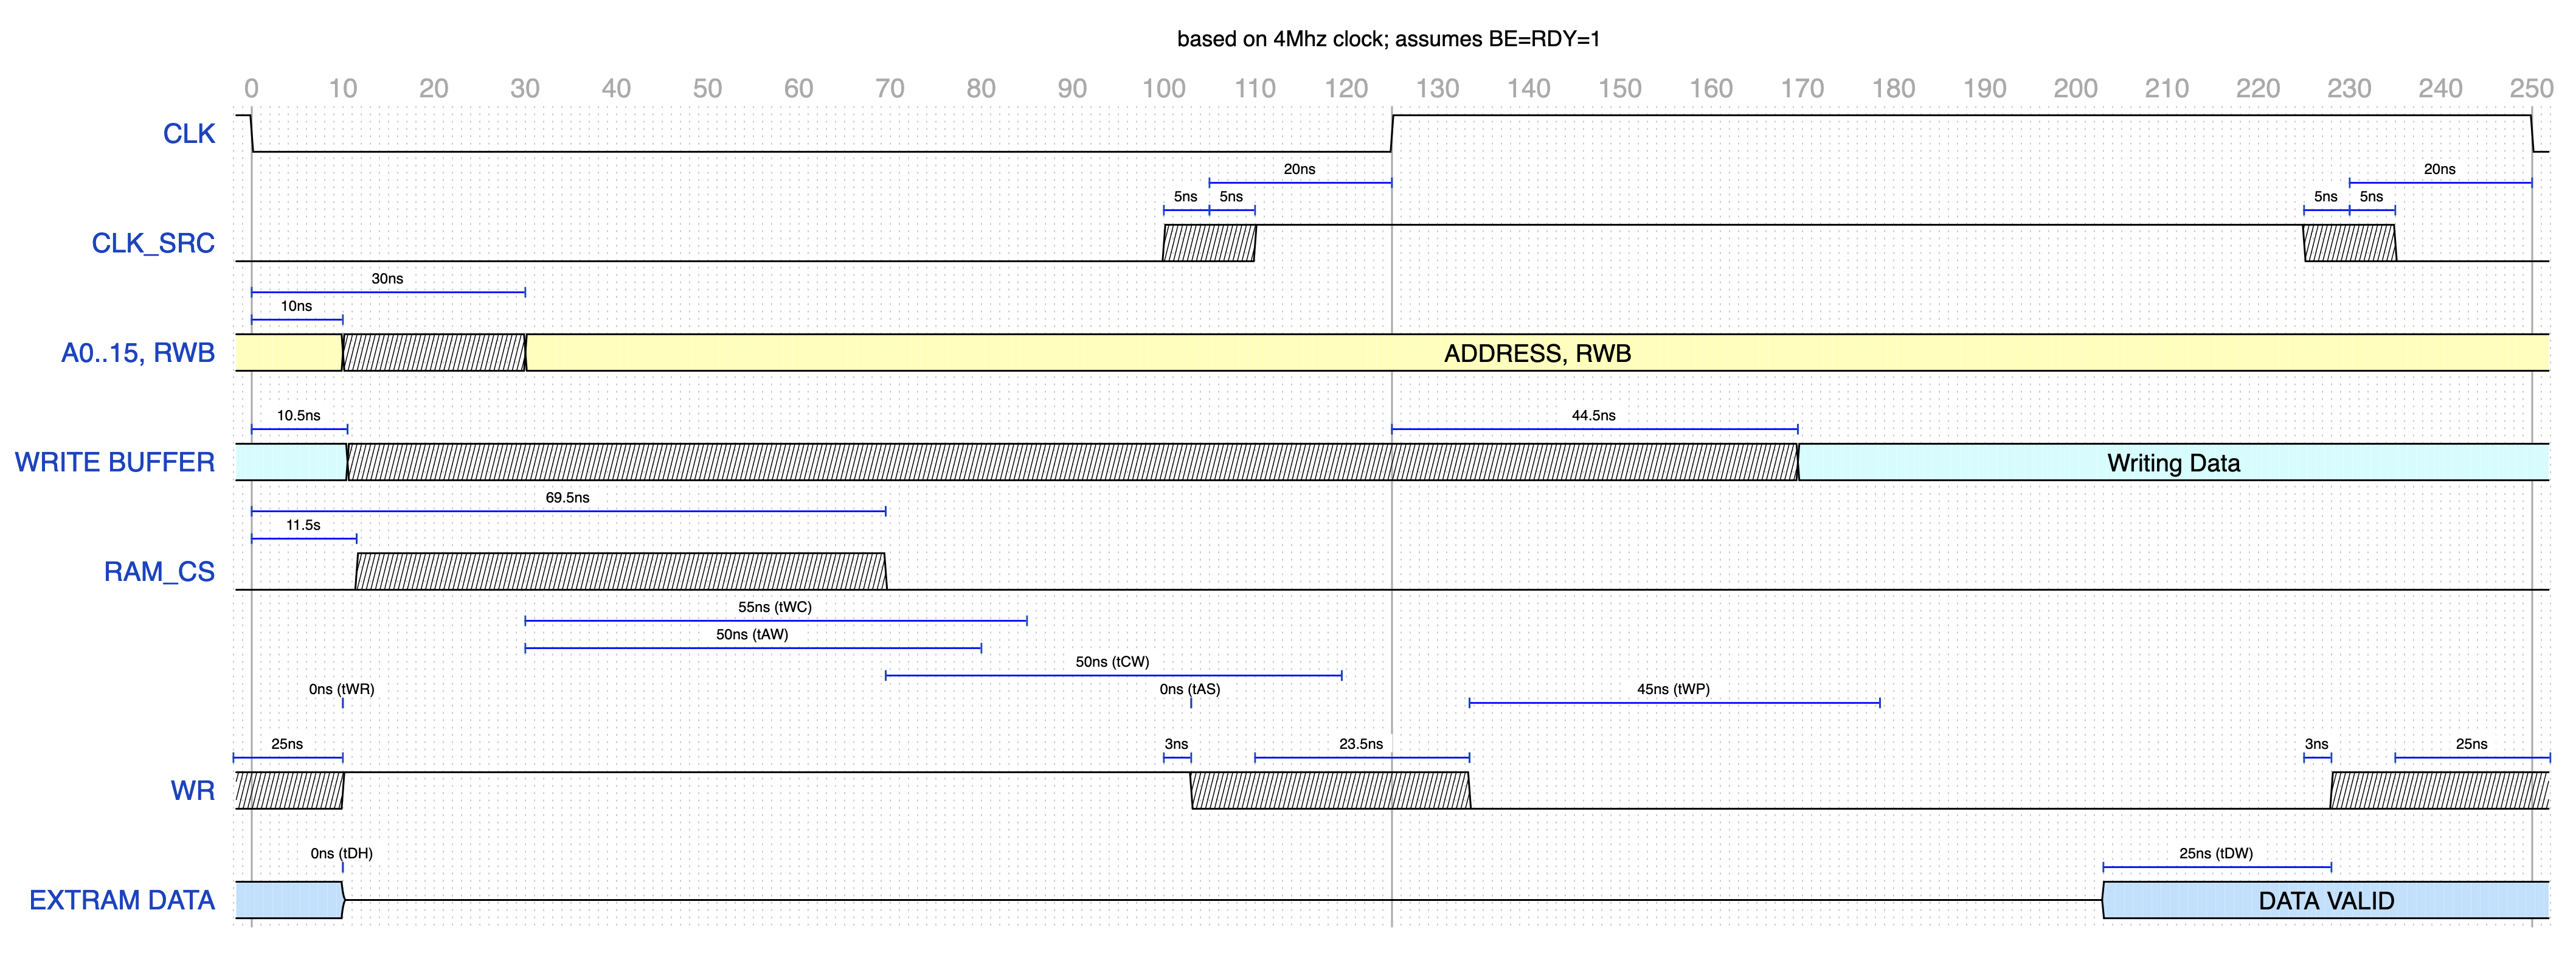 based on 4Mhz clock; assumes BE=RDY=1
0 10 20 30 40 50 60 70 80 90 100 110 120 130 140 150 160 170 180 190 200 210 220 230 240 250
CLK
20ns 20ns
5ns 5ns 5ns 5ns
CLK_SRC
30ns
10ns
A0..15, RWB ADDRESS, RWB
10.5ns 44.5ns
WRITE BUFFER Writing Data
69.5ns
11.5s
RAM_CS
55ns (tWC)
50ns (tAW)
50ns (tCW)
0ns (tWR) 0ns (tAS) 45ns (tWP)
25ns 3ns 23.5ns 3ns 25ns
WR
0ns (tDH) 25ns (tDW)
EXTRAM DATA DATA VALID